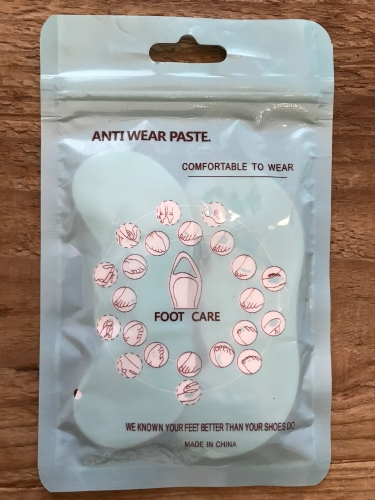 ANTI WEAR PASTE.
COMFORTABLE TO WEAR
FOOT CARE
WE KNOWN YOUR FEET BETTER THAN YOUR SHOES DO
MADE IN CHINA